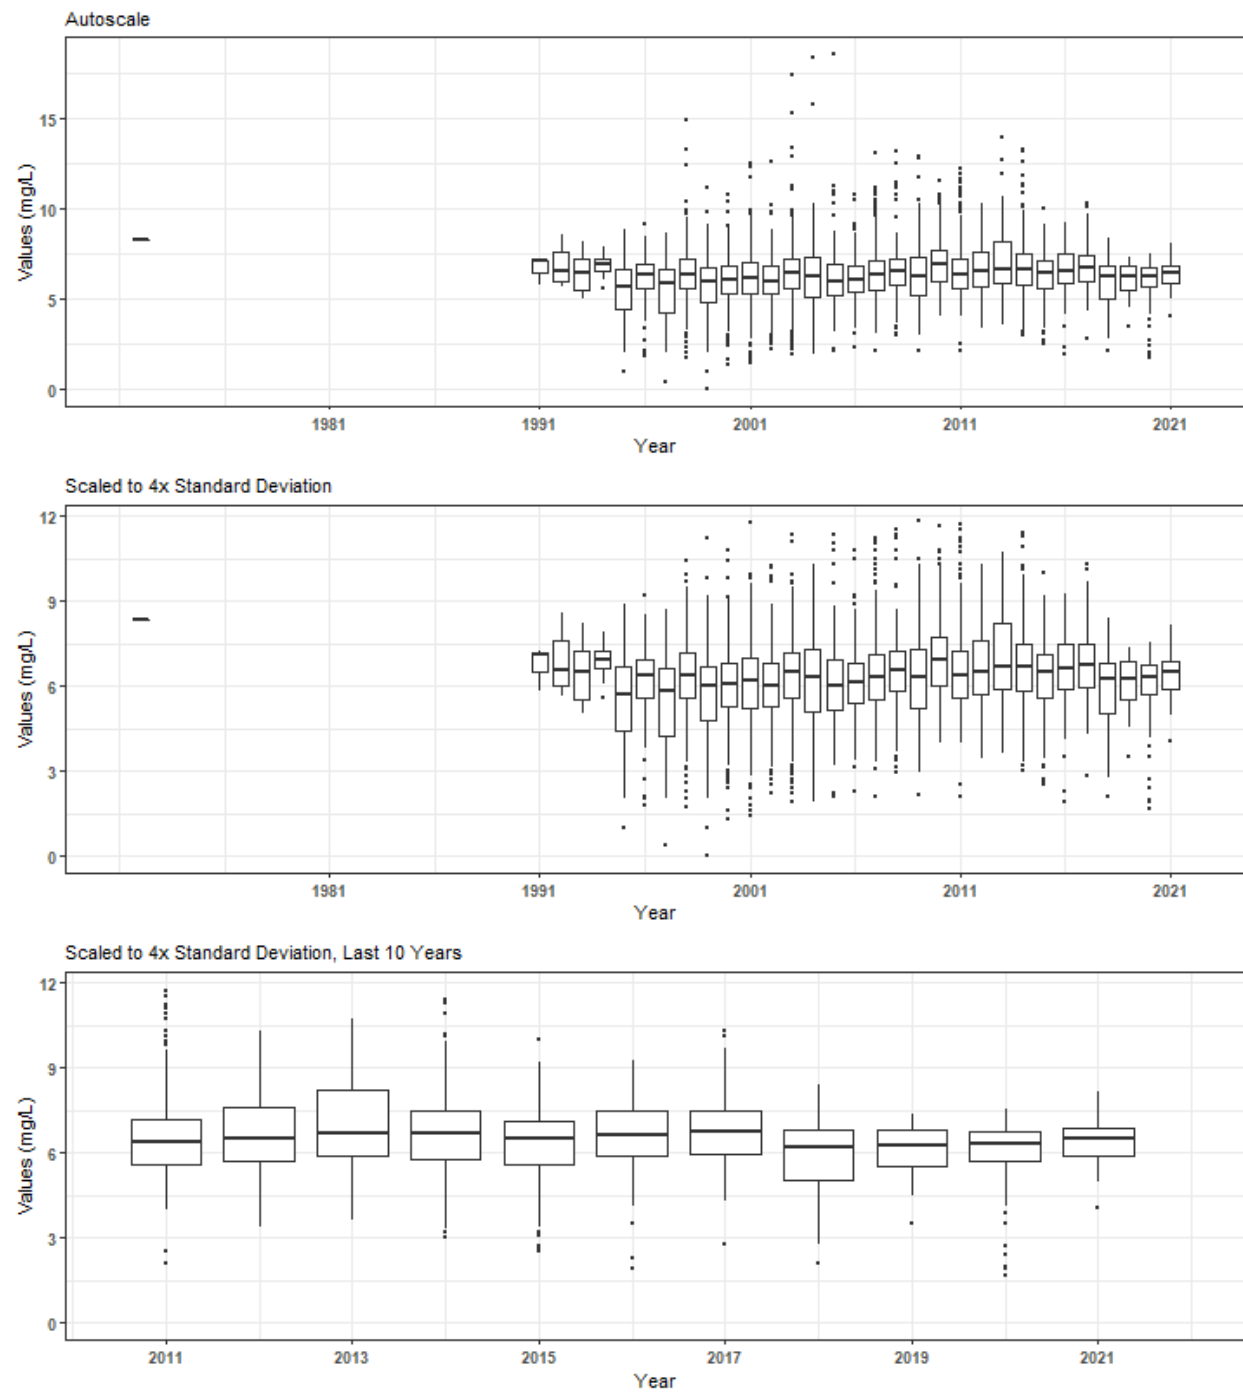 Autoscale
15
10
5
0
Values (mg/L)
1981 1991 2001 2011 2021
Year
Scaled to 4x Standard Deviation
12
9
6
3
0
Values (mg/L)
1981 1991 2001 2011 2021
Year
Scaled to 4x Standard Deviation, Last 10 Years
12
9
6
3
0
Values (mg/L)
2011 2013 2015 2017 2019 2021
Year